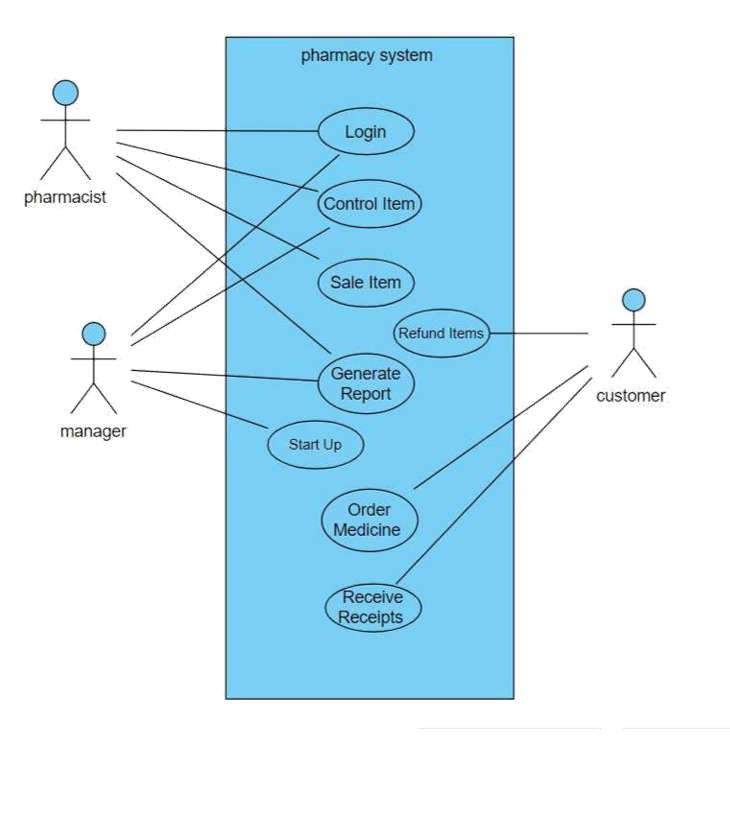 pharmacy system
Login
pharmacist
Control Item
Sale Item
Refund Items
Generate
Report
customer
manager
Start Up
Order
Medicine
Receive
Receipts